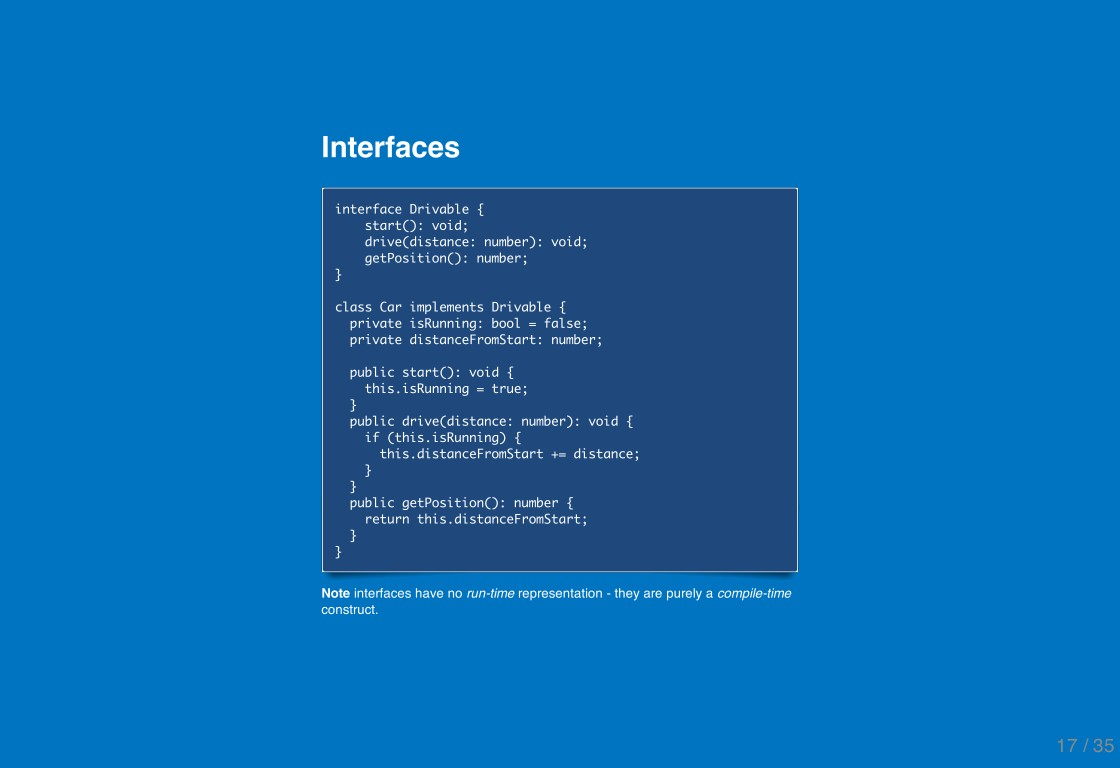 Interfaces
interface Drivable {
    start(): void;
    drive(distance: number): void;
    getPosition(): number;
}
class Car implements Drivable {
  private isRunning: bool = false;
  private distanceFromStart: number;
  public start(): void {
    this.isRunning = true;
  }
  public drive(distance: number): void {
    if (this.isRunning) {
      this.distanceFromStart += distance;
    }
  }
  public getPosition(): number {
    return this.distanceFromStart;
  }
}
Note interfaces have no run-time representation - they are purely a compile-time
construct.
17 / 35